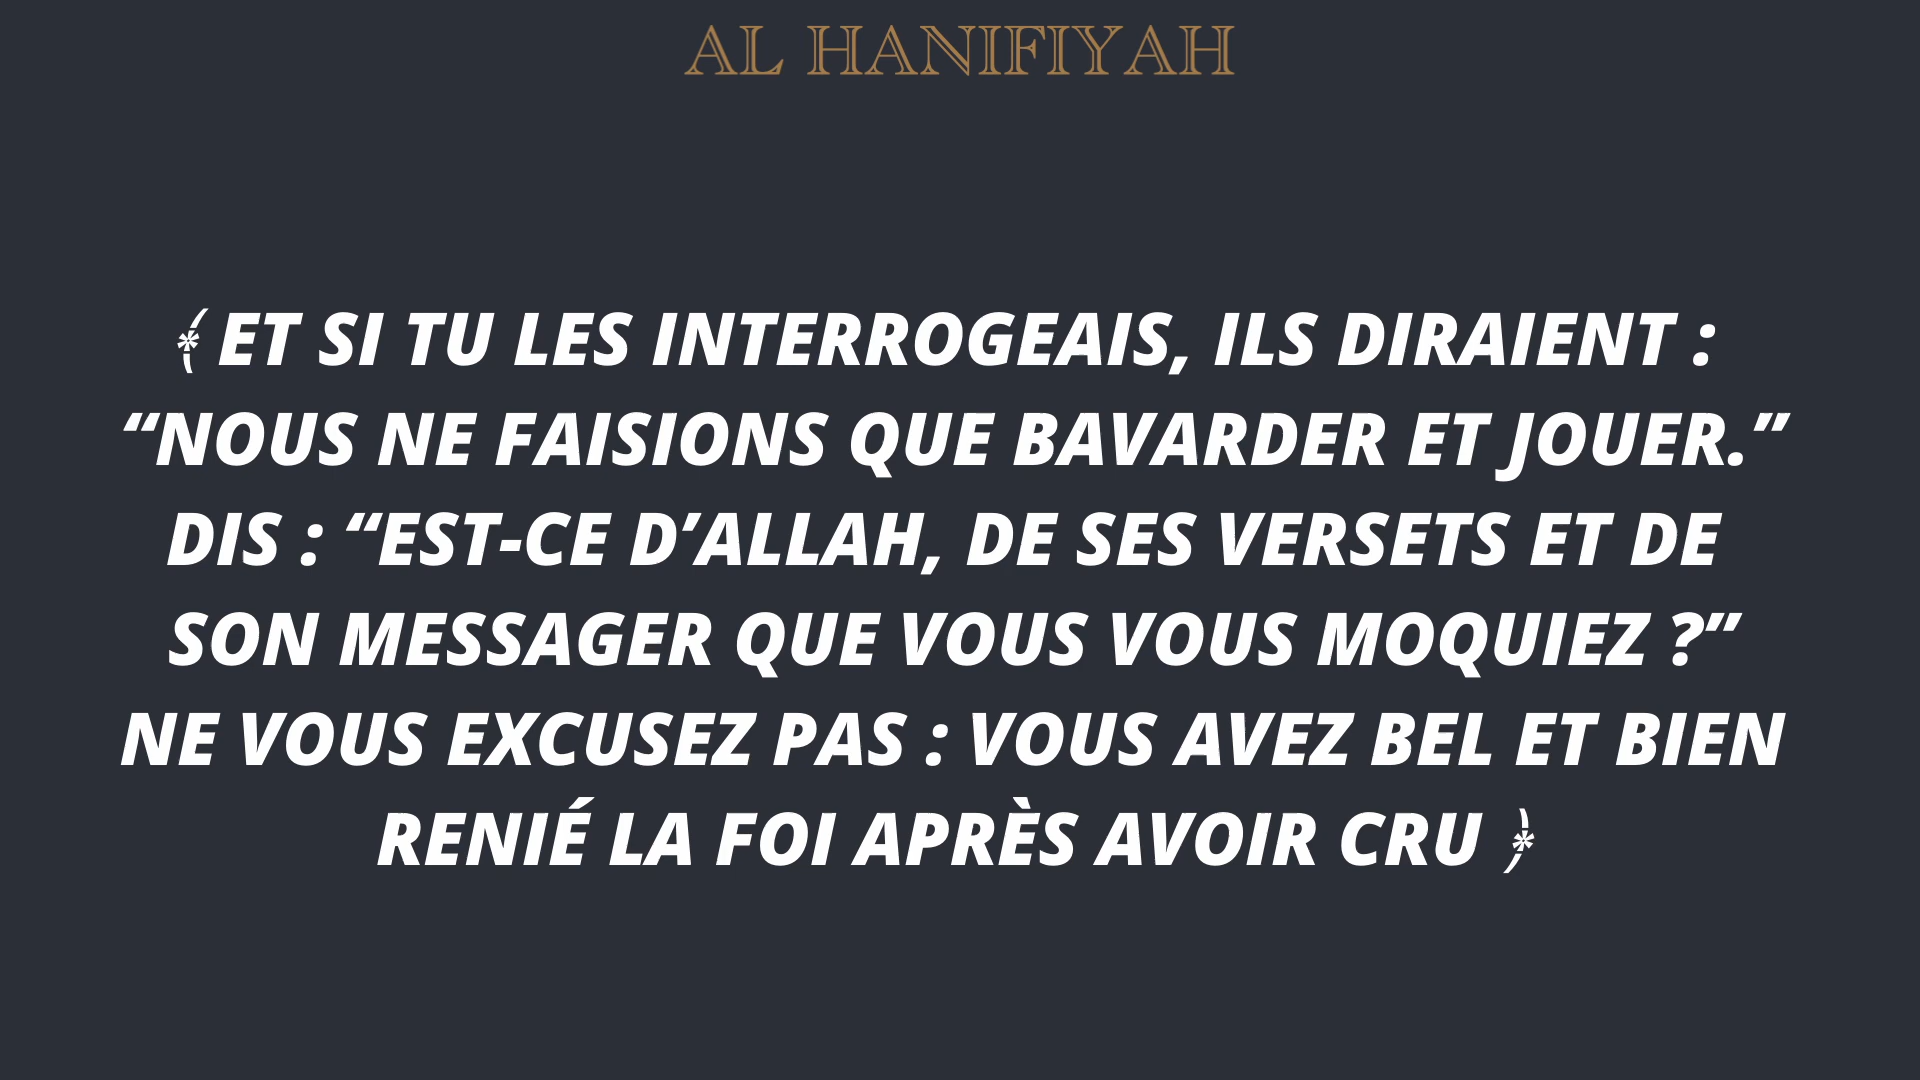 AL HANIFIYAH
﴾ ET SI TU LES INTERROGEAIS, ILS DIRAIENT :
“NOUS NE FAISIONS QUE BAVARDER ET JOUER.”
DIS : “EST-CE D’ALLAH, DE SES VERSETS ET DE
SON MESSAGER QUE VOUS VOUS MOQUIEZ ?”
NE VOUS EXCUSEZ PAS : VOUS AVEZ BEL ET BIEN
RENIÉ LA FOI APRÈS AVOIR CRU ﴿